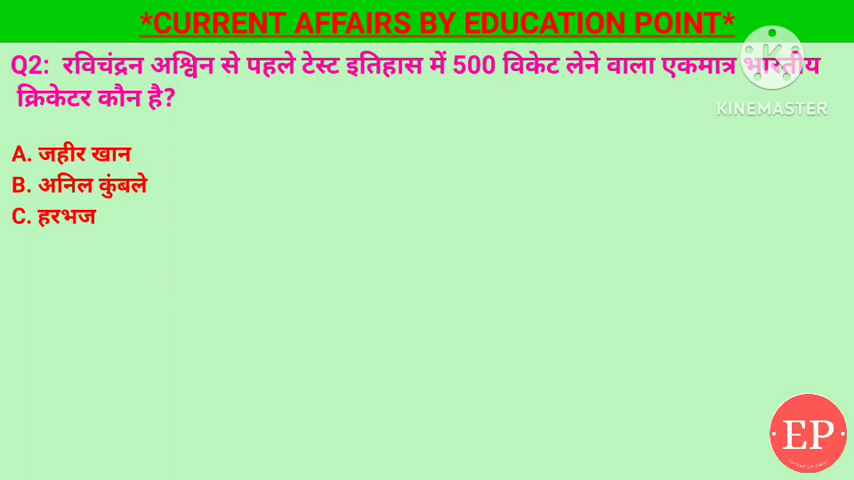 *CURRENT AFFAIRS BY EDUCATION POINT*
Q2: रविचंद्रन अश्विन से पहले टेस्ट इतिहास में 500 विकेट लेने वाला एकमात्र भारतीय
क्रिकेटर कौन है?
KINEMASTER
A. जहीर खान
B. अनिल कुंबले
C. हरभज
EP